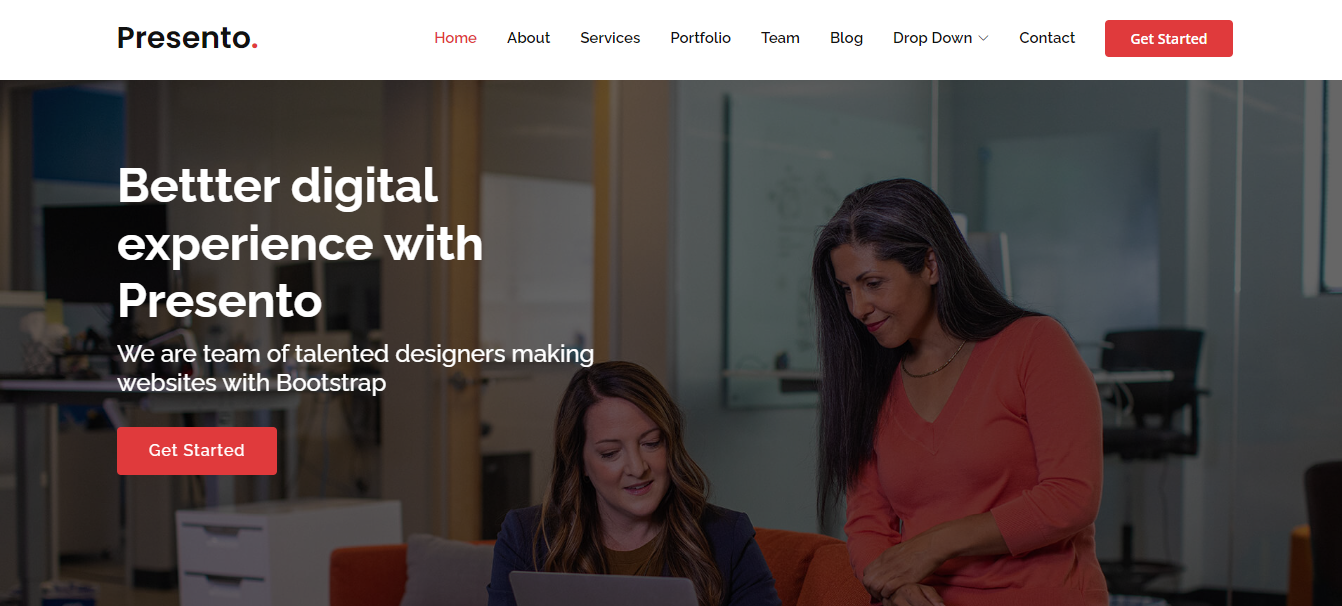 Presento.
Home About Services Portfolio Team Blog Drop Down Contact Get Started
Bettter digital
experience with
Presento
We are team of talented designers making
websites with Bootstrap
Get Started